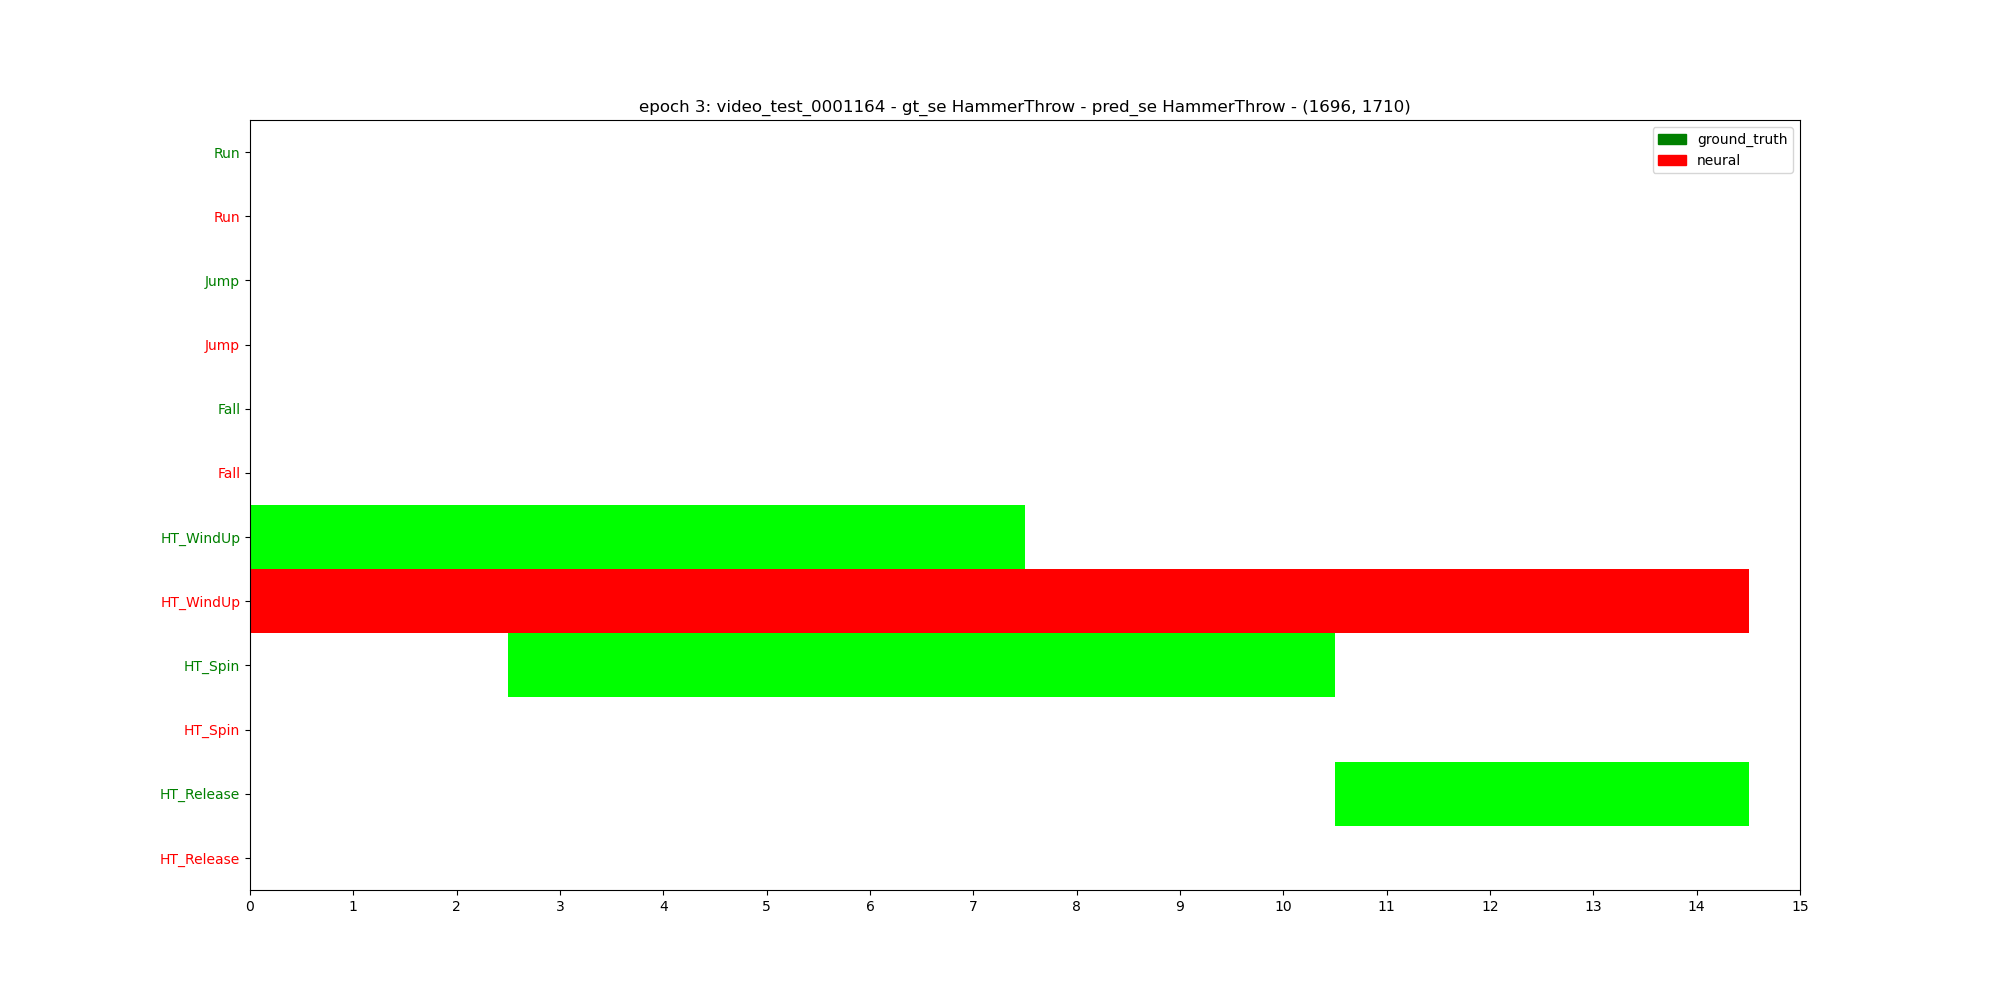 epoch 3: video_test_0001164 - gt_se HammerThrow - pred_se HammerThrow - (1696, 1710)
ground_truth
neural
Run
Run
Jump
Jump
Fall
Fall
HT_WindUp
HT_WindUp
HT_Spin
HT_Spin
HT_Release
HT_Release
0 1 2 3 4 5 6 7 8 9 10 11 12 13 14 15